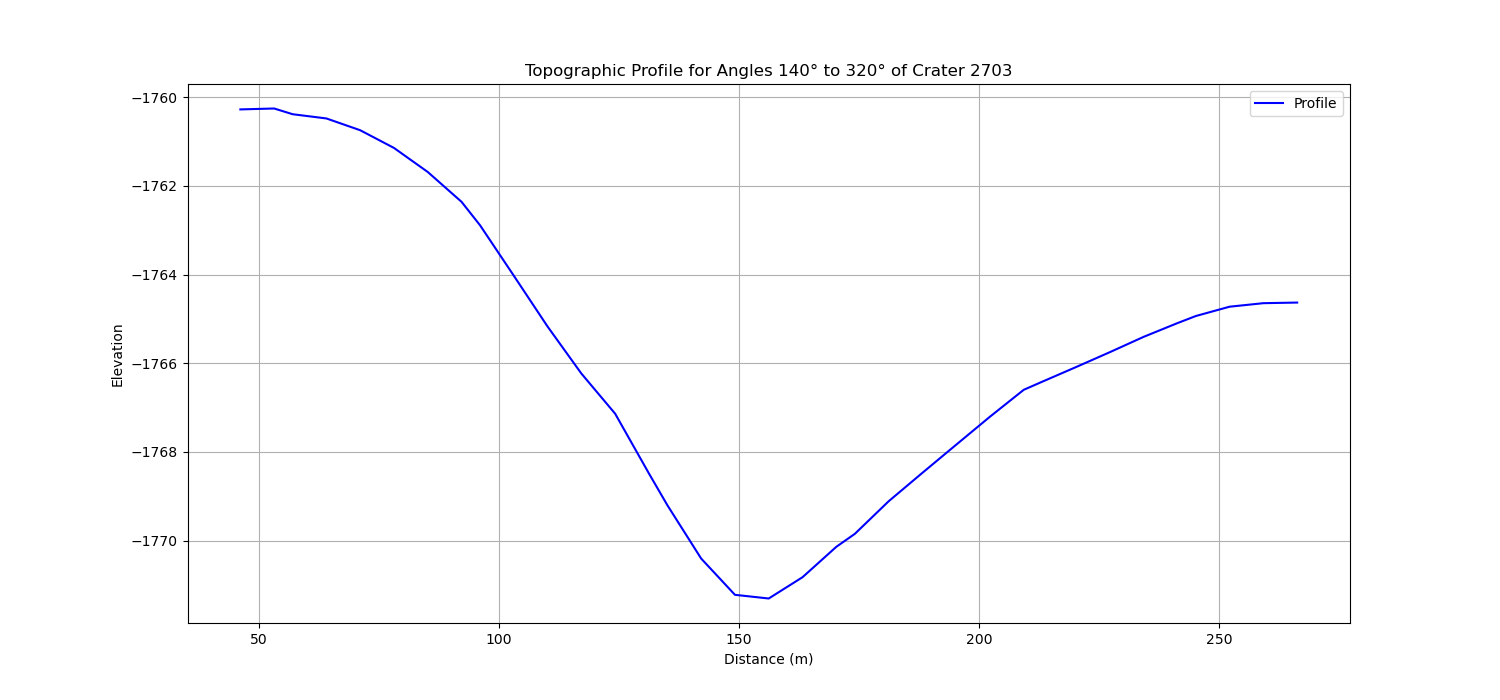 Topographic Profile for Angles 140° to 320° of Crater 2703
Profile
−1760
−1762
−1764
−1766
−1768
−1770
Elevation
50 100 150 200 250
Distance (m)